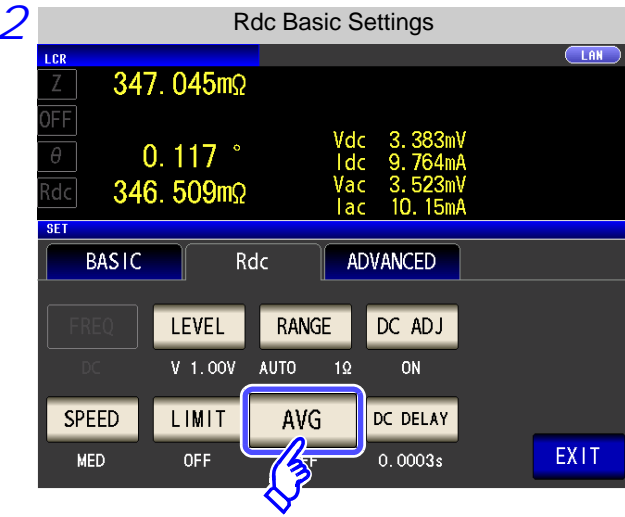 2
Rdc Basic Settings
LCR
LAN
Z 347.045mΩ
OFF
θ 0.117 °
Rdc 346.509mΩ
Vdc 3.383mV
Idc 9.764mA
Vac 3.523mV
Iac 10.15mA
SET
BASIC Rdc ADVANCED
FREQ LEVEL RANGE DC ADJ
DC V 1.00V AUTO 1Ω ON
SPEED LIMIT AVG DC DELAY
MED OFF 0.0003s
EXIT